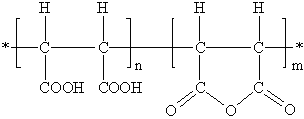 H H H H
* * 
n m
COOH COOH
O O O